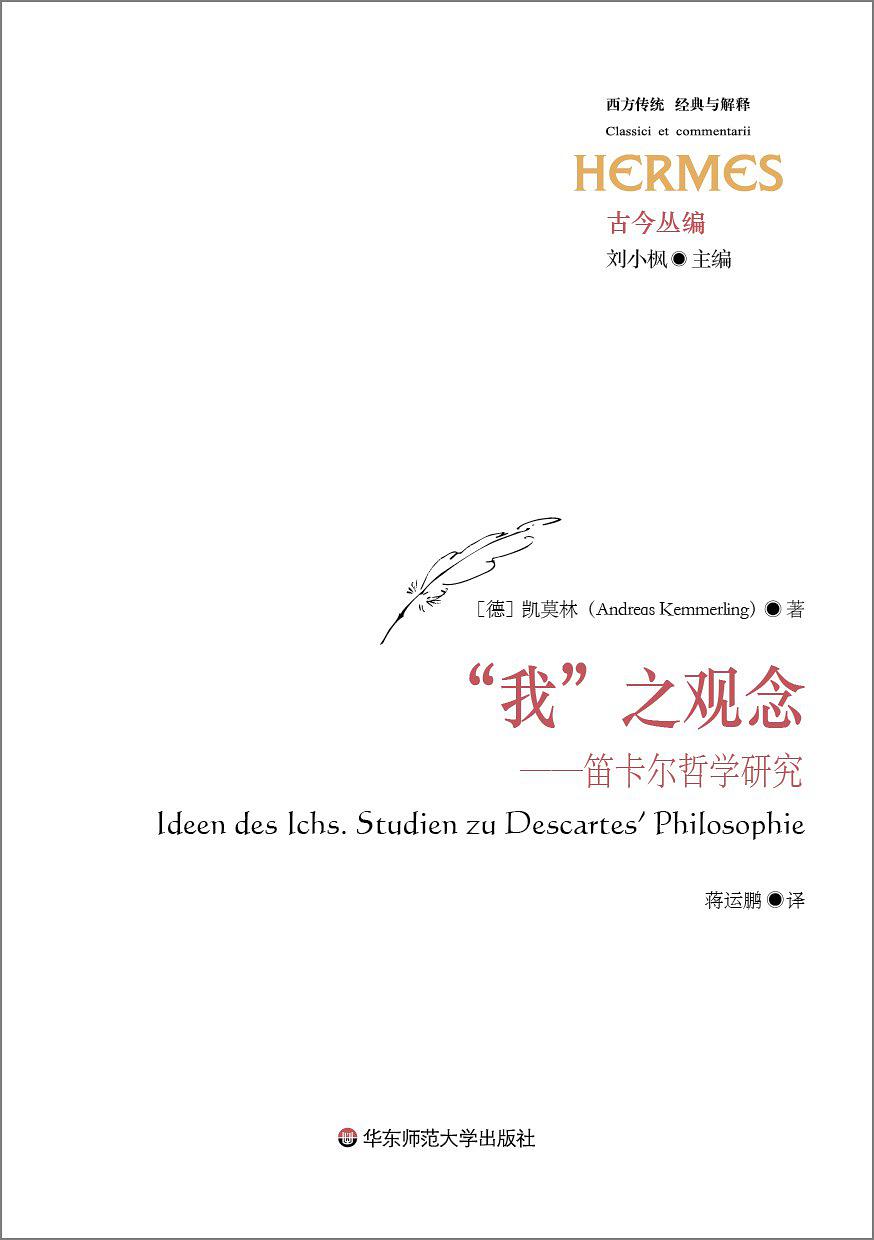 西方传统 经典与解释
Classici et commentarii
HERMES
古今丛编
刘小枫●主编
［德］凯莫林（Andreas Kemmerling）●著
“我”之观念
——笛卡尔哲学研究
Ideen des Ichs. Studien zu Descartes’ Philosophie
蒋运鹏●译
华东师范大学出版社